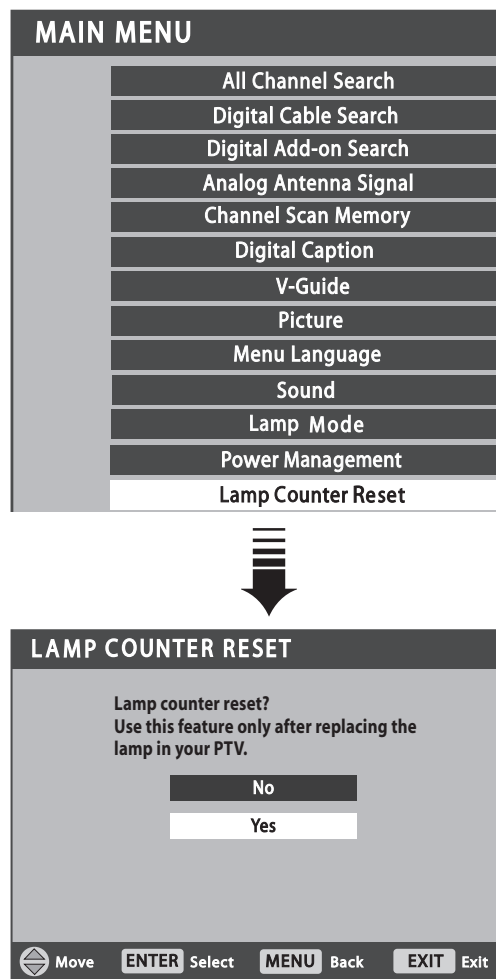 MAIN MENU
All Channel Search
Digital Cable Search
Digital Add-on Search
Analog Antenna Signal
Channel Scan Memory
Digital Caption
V-Guide
Picture
Menu Language
Sound
Lamp Mode
Power Management
Lamp Counter Reset
LAMP COUNTER RESET
Lamp counter reset?
Use this feature only after replacing the
lamp in your PTV.
No
Yes
Move ENTER Select MENU Back EXIT Exit